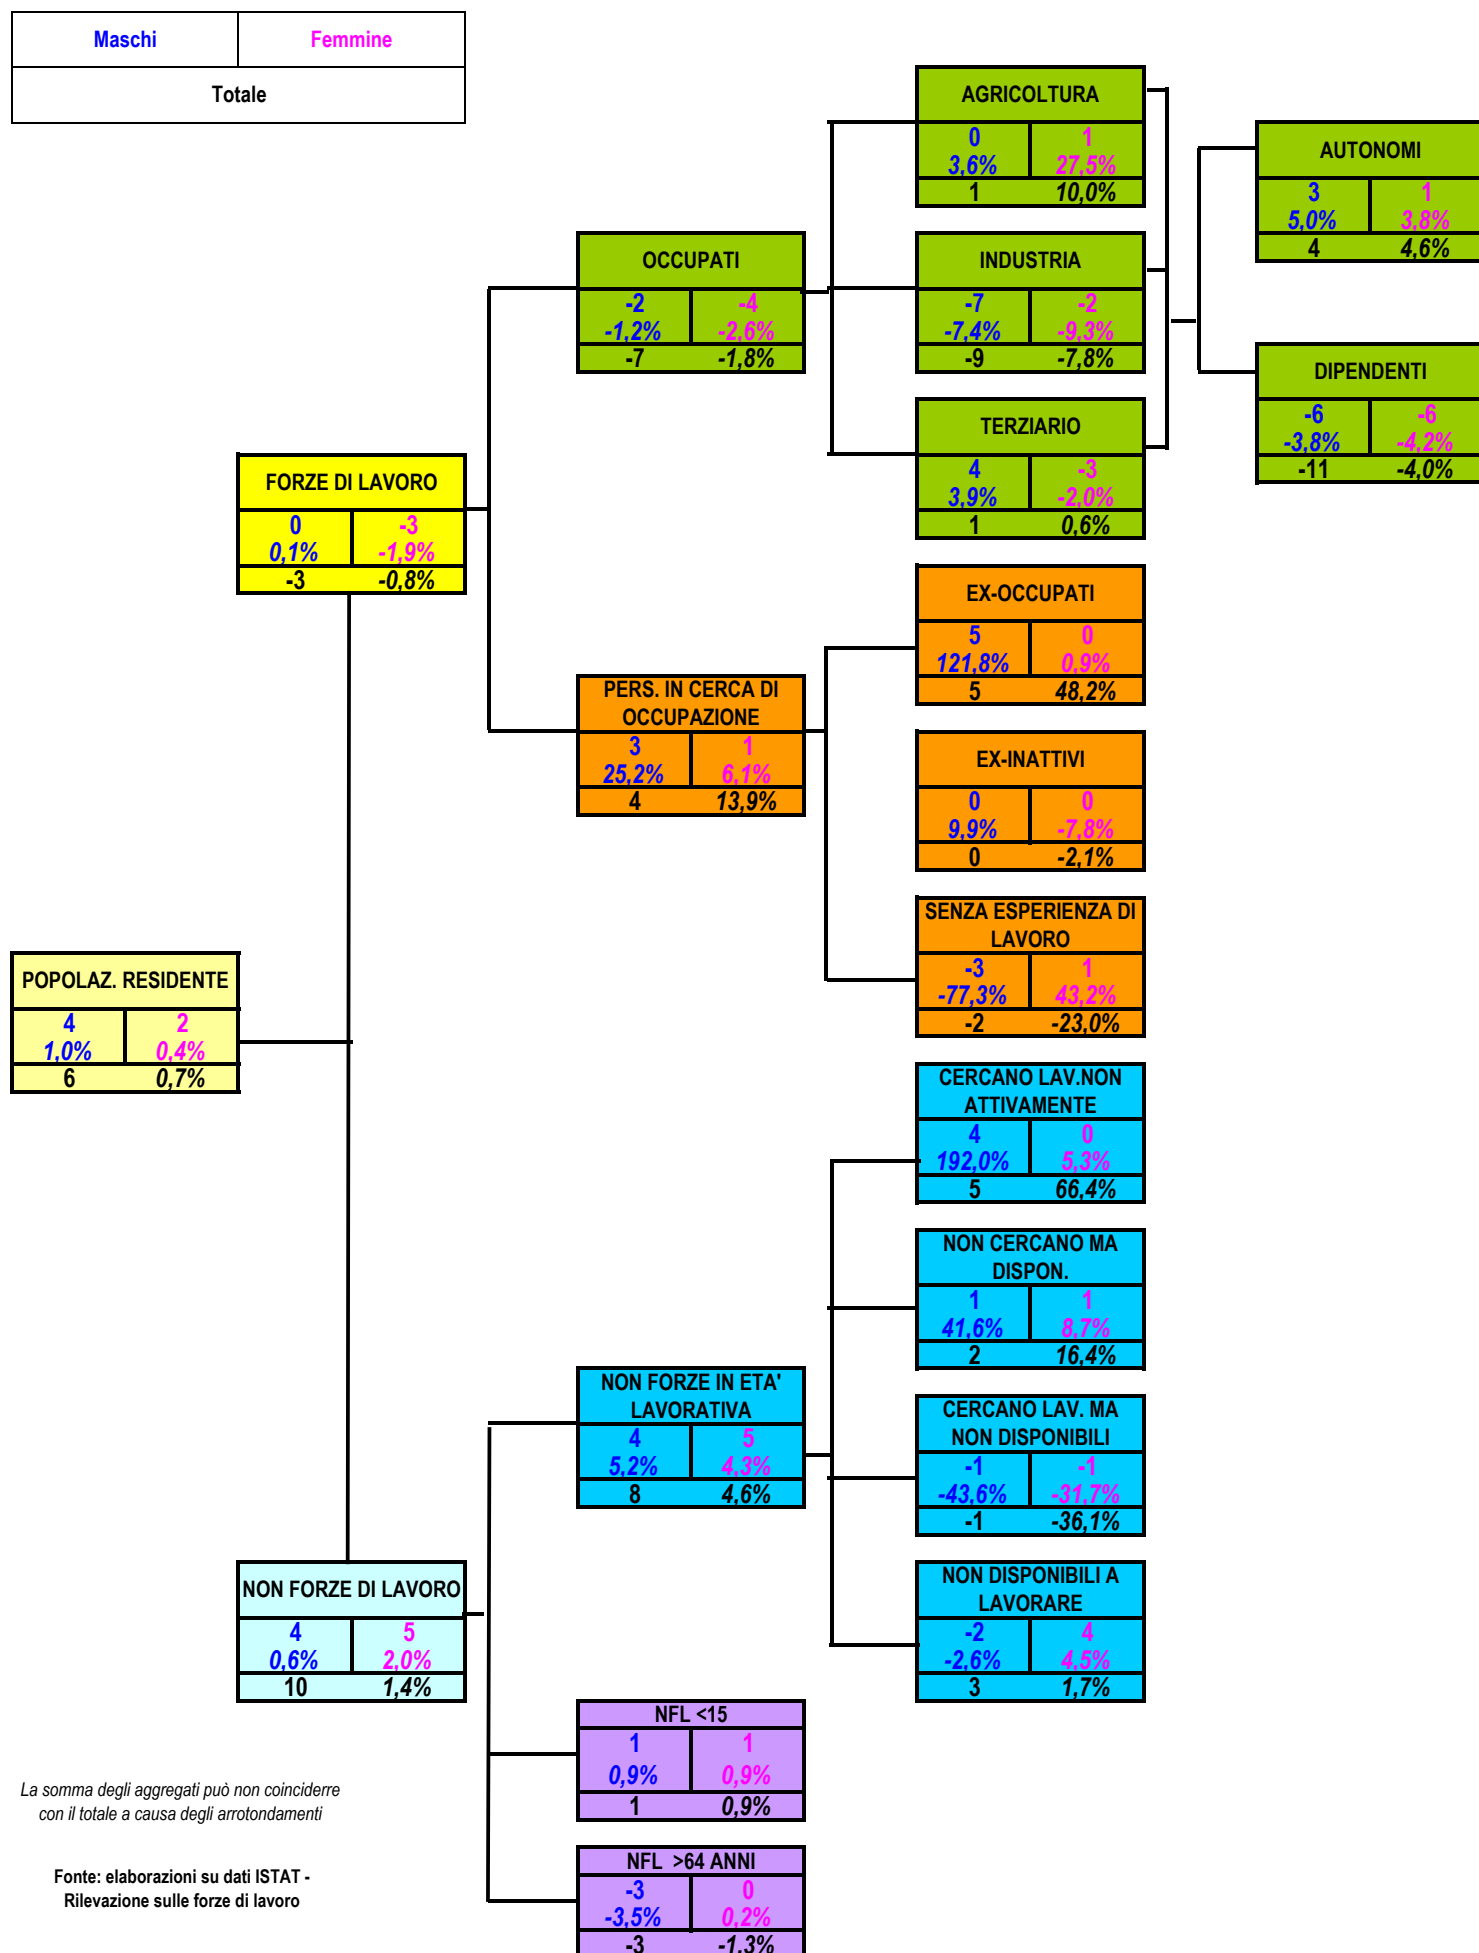 Maschi Femmine
Totale
AGRICOLTURA
0 1
3,6% 27,5%
1 10,0%
AUTONOMI
3 1
5,0% 3,8%
4 4,6%
OCCUPATI
-2 -4
-1,2% -2,6%
-7 -1,8%
INDUSTRIA
-7 -2
-7,4% -9,3%
-9 -7,8%
DIPENDENTI
-6 -6
-3,8% -4,2%
-11 -4,0%
TERZIARIO
4 -3
3,9% -2,0%
1 0,6%
FORZE DI LAVORO
0 -3
0,1% -1,9%
-3 -0,8%
EX-OCCUPATI
5 0
121,8% 0,9%
5 48,2%
PERS. IN CERCA DI
OCCUPAZIONE
3 1
25,2% 6,1%
4 13,9%
EX-INATTIVI
0 0
9,9% -7,8%
0 -2,1%
SENZA ESPERIENZA DI
LAVORO
-3 1
-77,3% 43,2%
-2 -23,0%
POPOLAZ. RESIDENTE
4 2
1,0% 0,4%
6 0,7%
CERCANO LAV.NON
ATTIVAMENTE
4 0
192,0% 5,3%
5 66,4%
NON CERCANO MA
DISPON.
1 1
41,6% 8,7%
2 16,4%
NON FORZE IN ETA'
LAVORATIVA
4 5
5,2% 4,3%
8 4,6%
CERCANO LAV. MA
NON DISPONIBILI
-1 -1
-43,6% -31,7%
-1 -36,1%
NON FORZE DI LAVORO
4 5
0,6% 2,0%
10 1,4%
NON DISPONIBILI A
LAVORARE
-2 4
-2,6% 4,5%
3 1,7%
NFL <15
1 1
0,9% 0,9%
1 0,9%
NFL >64 ANNI
-3 0
-3,5% 0,2%
-3 -1,3%
La somma degli aggregati può non coinciderre
con il totale a causa degli arrotondamenti
Fonte: elaborazioni su dati ISTAT -
Rilevazione sulle forze di lavoro